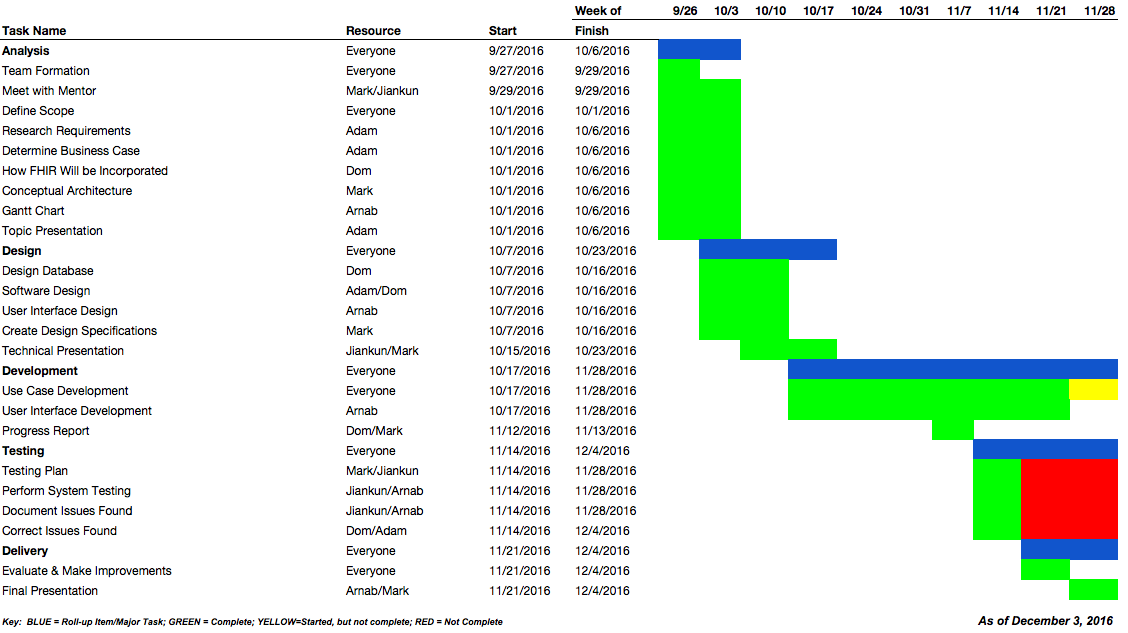 Week of 9/26 10/3 10/10 10/17 10/24 10/31 11/7 11/14 11/21 11/28
Task Name Resource Start Finish
Analysis Everyone 9/27/2016 10/6/2016
Team Formation Everyone 9/27/2016 9/29/2016
Meet with Mentor Mark/Jiankun 9/29/2016 9/29/2016
Define Scope Everyone 10/1/2016 10/1/2016
Research Requirements Adam 10/1/2016 10/6/2016
Determine Business Case Adam 10/1/2016 10/6/2016
How FHIR Will be Incorporated Dom 10/1/2016 10/6/2016
Conceptual Architecture Mark 10/1/2016 10/6/2016
Gantt Chart Arnab 10/1/2016 10/6/2016
Topic Presentation Adam 10/1/2016 10/6/2016
Design Everyone 10/7/2016 10/23/2016
Design Database Dom 10/7/2016 10/16/2016
Software Design Adam/Dom 10/7/2016 10/16/2016
User Interface Design Arnab 10/7/2016 10/16/2016
Create Design Specifications Mark 10/7/2016 10/16/2016
Technical Presentation Jiankun/Mark 10/15/2016 10/23/2016
Development Everyone 10/17/2016 11/28/2016
Use Case Development Everyone 10/17/2016 11/28/2016
User Interface Development Arnab 10/17/2016 11/28/2016
Progress Report Dom/Mark 11/12/2016 11/13/2016
Testing Everyone 11/14/2016 12/4/2016
Testing Plan Mark/Jiankun 11/14/2016 11/28/2016
Perform System Testing Jiankun/Arnab 11/14/2016 11/28/2016
Document Issues Found Jiankun/Arnab 11/14/2016 11/28/2016
Correct Issues Found Dom/Adam 11/14/2016 12/4/2016
Delivery Everyone 11/21/2016 12/4/2016
Evaluate & Make Improvements Everyone 11/21/2016 12/4/2016
Final Presentation Arnab/Mark 11/21/2016 12/4/2016
Key: BLUE = Roll-up Item/Major Task; GREEN = Complete; YELLOW=Started, but not complete; RED = Not Complete
As of December 3, 2016